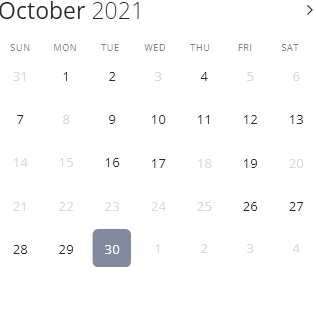 October 2021
SUN MON TUE WED THU FRI SAT
31 1 2 3 4 5 6
7 8 9 10 11 12 13
14 15 16 17 18 19 20
21 22 23 24 25 26 27
28 29 30 1 2 3 4